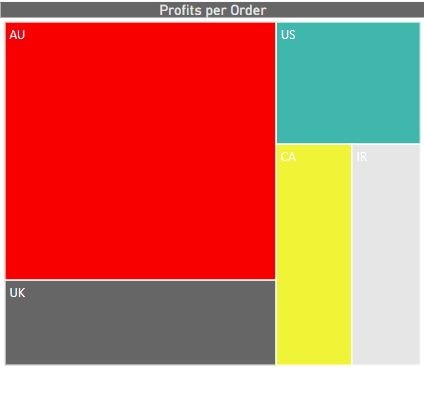 Profits per Order
AU
US
CA
IR
UK